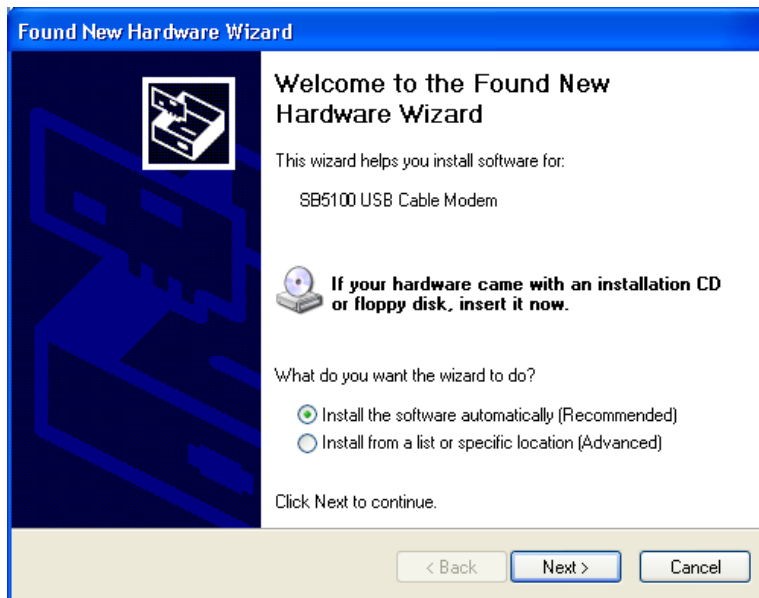 Found New Hardware Wizard
Welcome to the Found New
Hardware Wizard
This wizard helps you install software for:
SB5100 USB Cable Modem
If your hardware came with an installation CD
or floppy disk, insert it now.
What do you want the wizard to do?
Install the software automatically (Recommended)
Install from a list or specific location (Advanced)
Click Next to continue.
< Back Next > Cancel